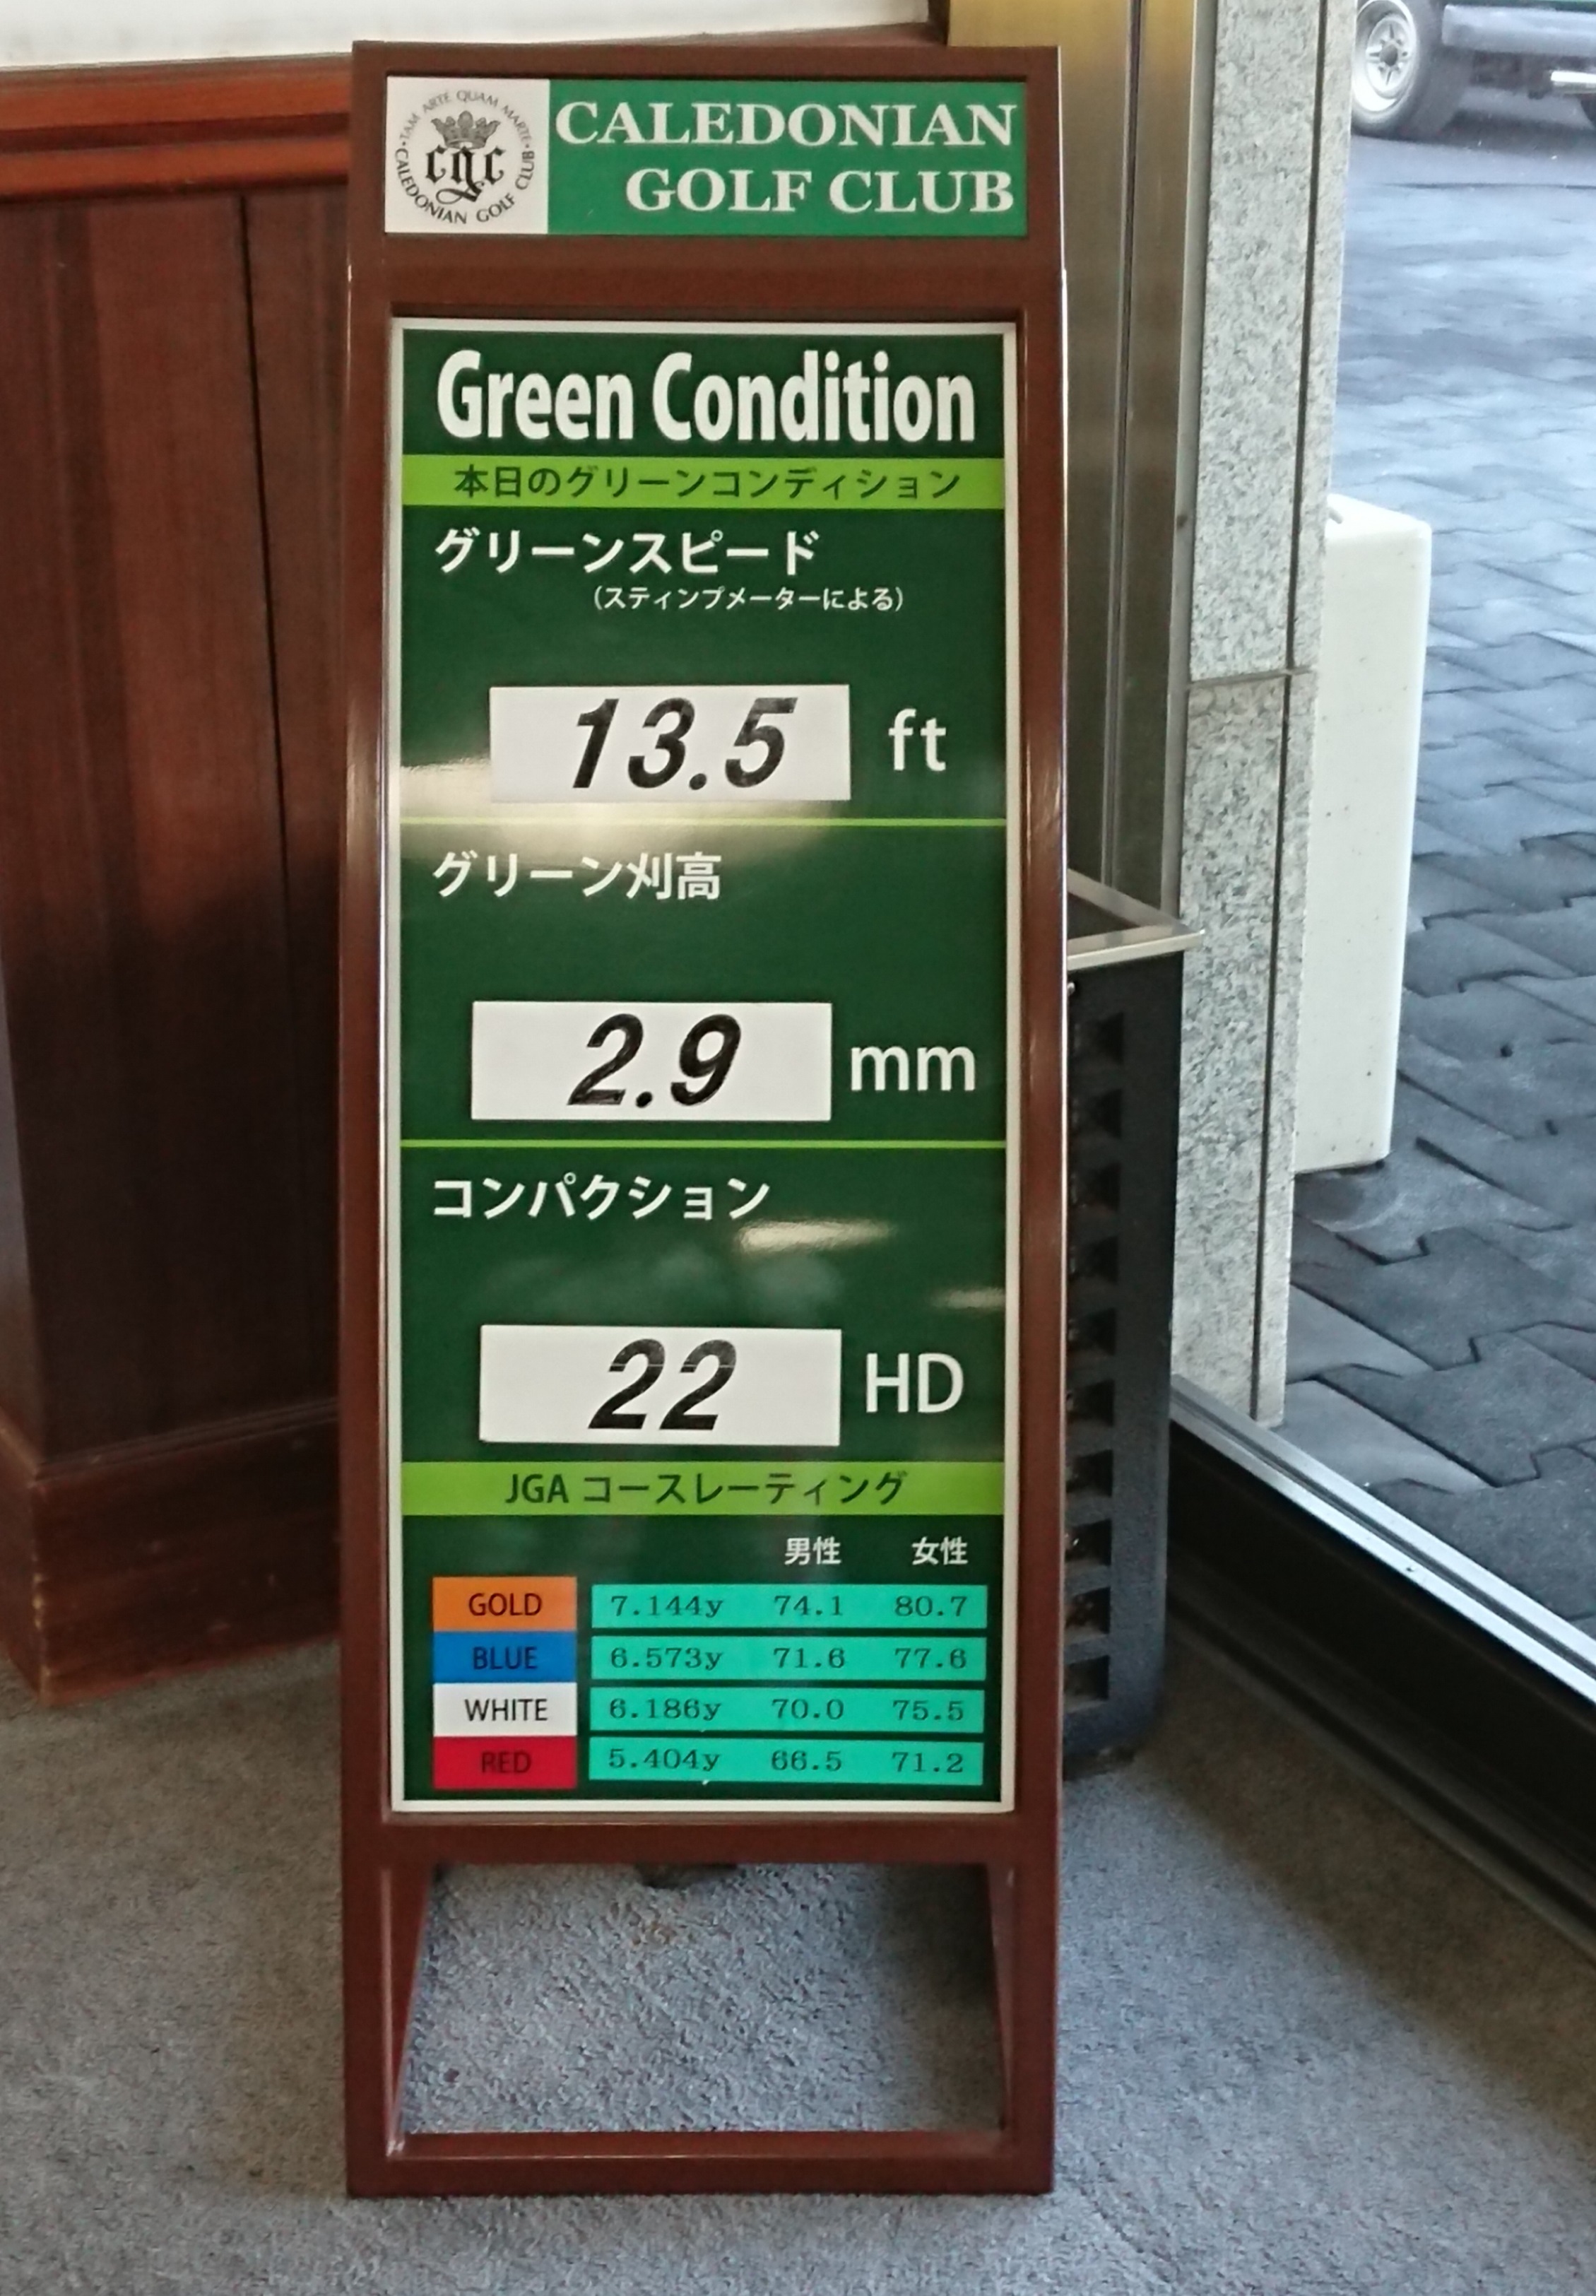 TAM ARTE QUAM MARTE
cgc
CALEDONIAN GOLF CLUB
CALEDONIAN
GOLF CLUB
Green Condition
本日のグリーンコンディション
グリーンスピード
(スティンプメーターによる)
13.5 ft
グリーン刈高
2.9 mm
コンパクション
22 HD
JGA コースレーティング
男性 女性
GOLD 7.144y 74.1 80.7
BLUE 6.573y 71.6 77.6
WHITE 6.186y 70.0 75.5
RED 5.404y 66.5 71.2